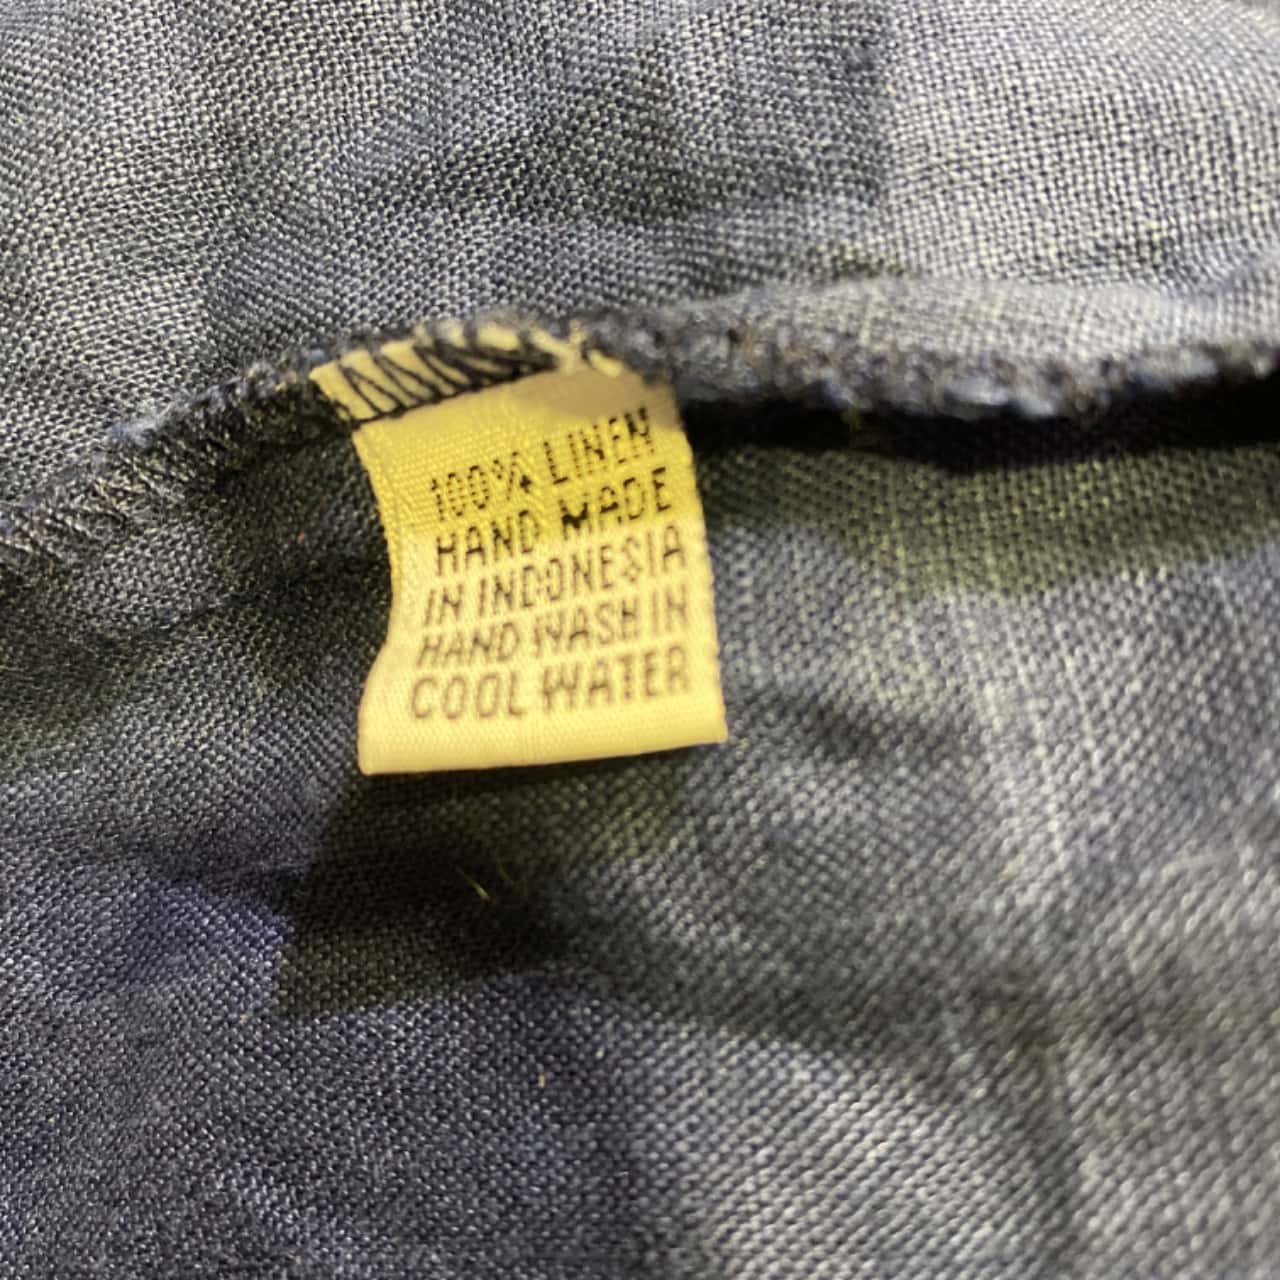 100% LINEN
HAND MADE
IN INDONESIA
HAND WASH IN
COOL WATER